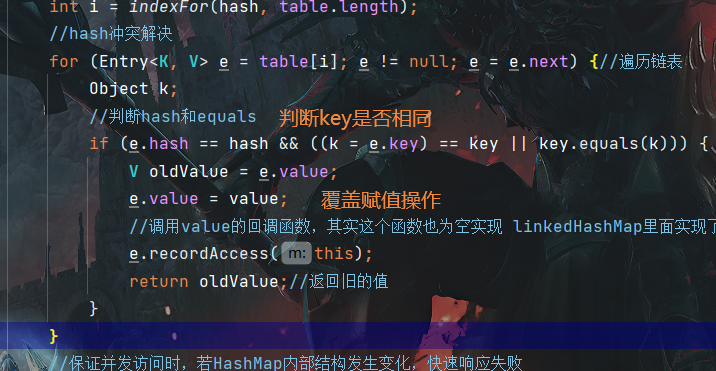 int i = indexFor(hash, table.length);
//hash冲突解决
for (Entry<K, V> e = table[i]; e != null; e = e.next) {//遍历链表
Object k;
//判断hash和equals 判断key是否相同
if (e.hash == hash && ((k = e.key) == key || key.equals(k))) {
V oldValue = e.value;
e.value = value; 覆盖赋值操作
//调用value的回调函数，其实这个函数也为空实现 linkedHashMap里面实现了
e.recordAccess( m: this);
return oldValue;//返回旧的值
}
}
//保证并发访问时，若HashMap内部结构发生变化，快速响应失败